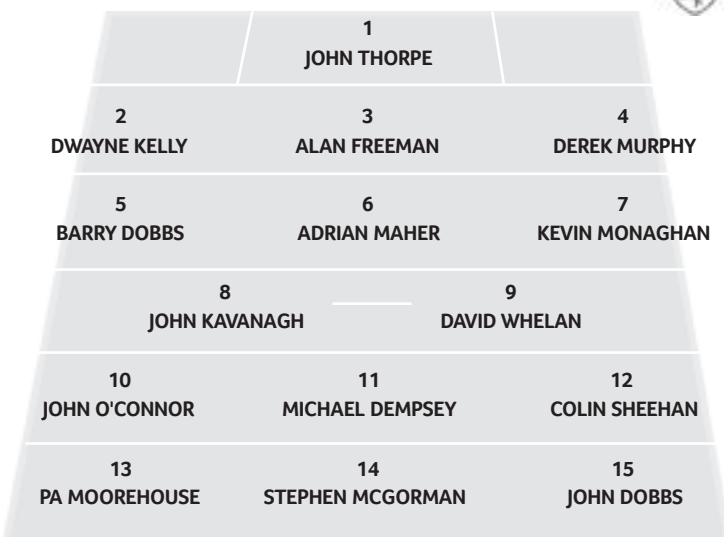 1
JOHN THORPE
2
DWAYNE KELLY
3
ALAN FREEMAN
4
DEREK MURPHY
5
BARRY DOBBS
6
ADRIAN MAHER
7
KEVIN MONAGHAN
8
JOHN KAVANAGH
9
DAVID WHELAN
10
JOHN O'CONNOR
11
MICHAEL DEMPSEY
12
COLIN SHEEHAN
13
PA MOOREHOUSE
14
STEPHEN MCGORMAN
15
JOHN DOBBS